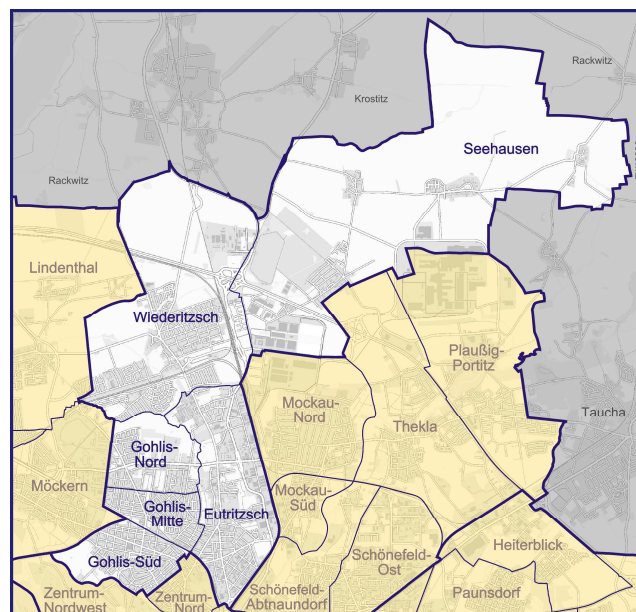 Rackwitz
Krostitz
Seehausen
Rackwitz
Lindenthal
Wiederitzsch
Plaußig-
Portitz
Mockau-
Nord
Taucha
Thekla
Gohlis-
Nord
Möckern
Mockau-
Süd
Gohlis-
Mitte
Eutritzsch
Heiterblick
Schönefeld-
Ost
Gohlis-Süd
Schönefeld-
Abtnaundorf
Paunsdorf
Zentrum-
Nordwest
Zentrum-
Nord